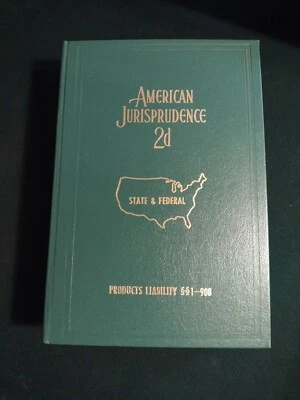 AMERICAN
JURISPRUDENCE
2d
STATE & FEDERAL
PRODUCTS LIABILITY §§1–908